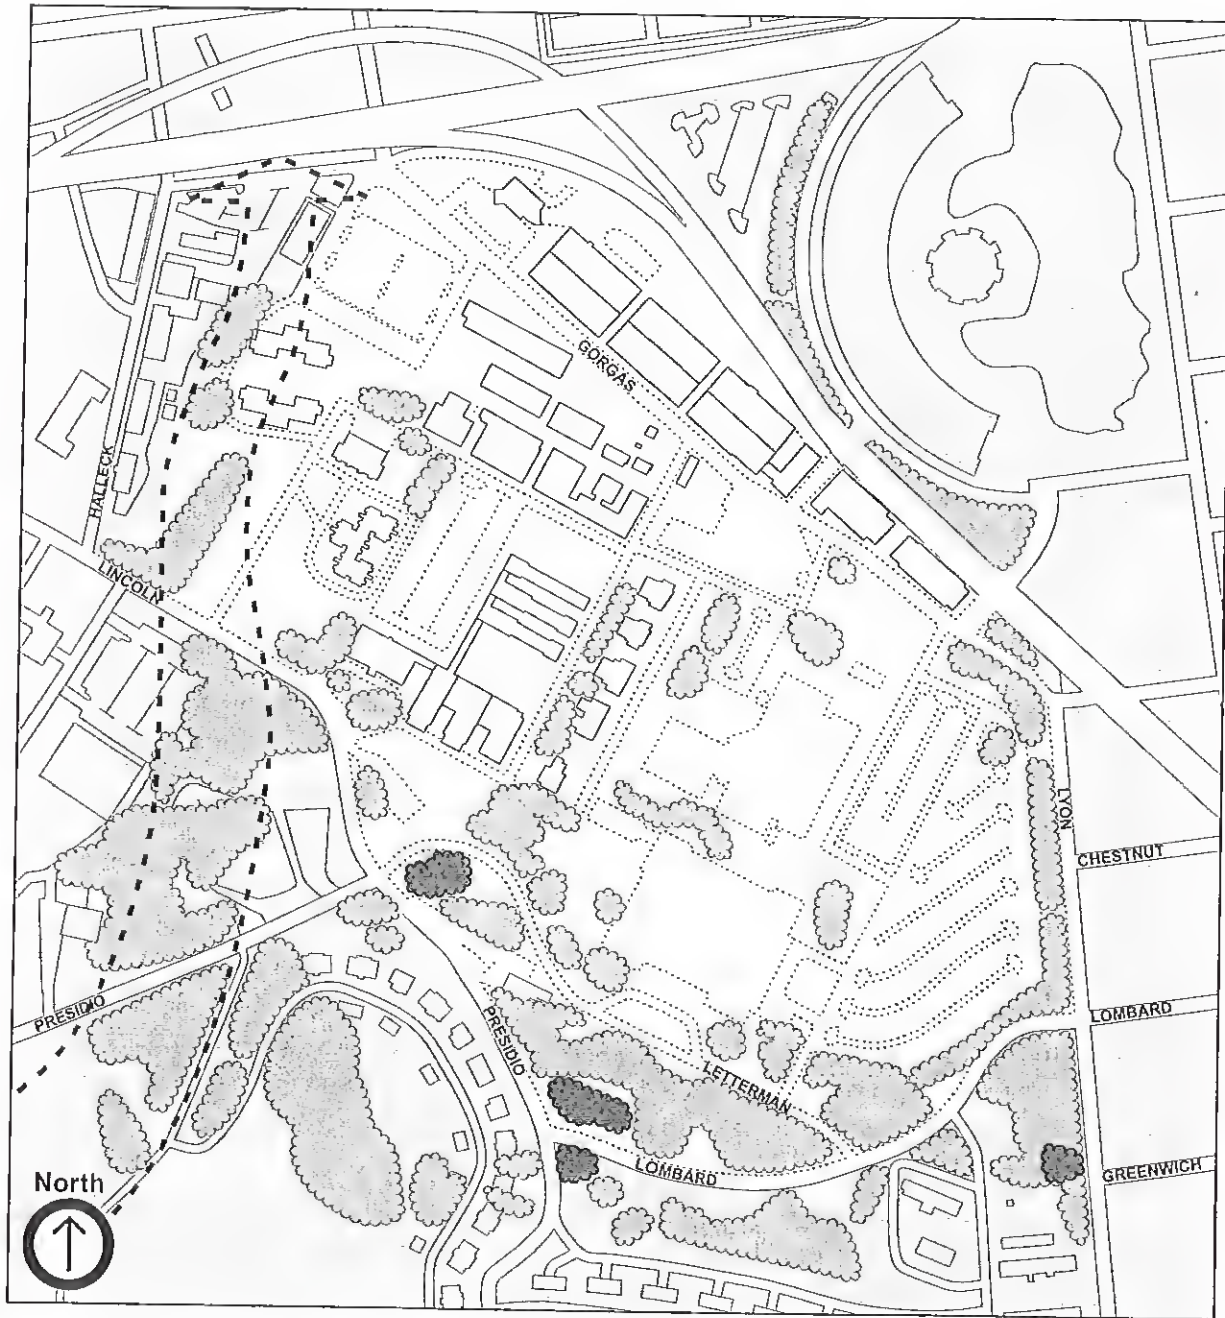 GORGAS
HALLECK
LINCOLN
LYON
CHESTNUT
PRESIDIO
PRESIDIO
LOMBARD
LETTERMAN
LOMBARD
GREENWICH
North